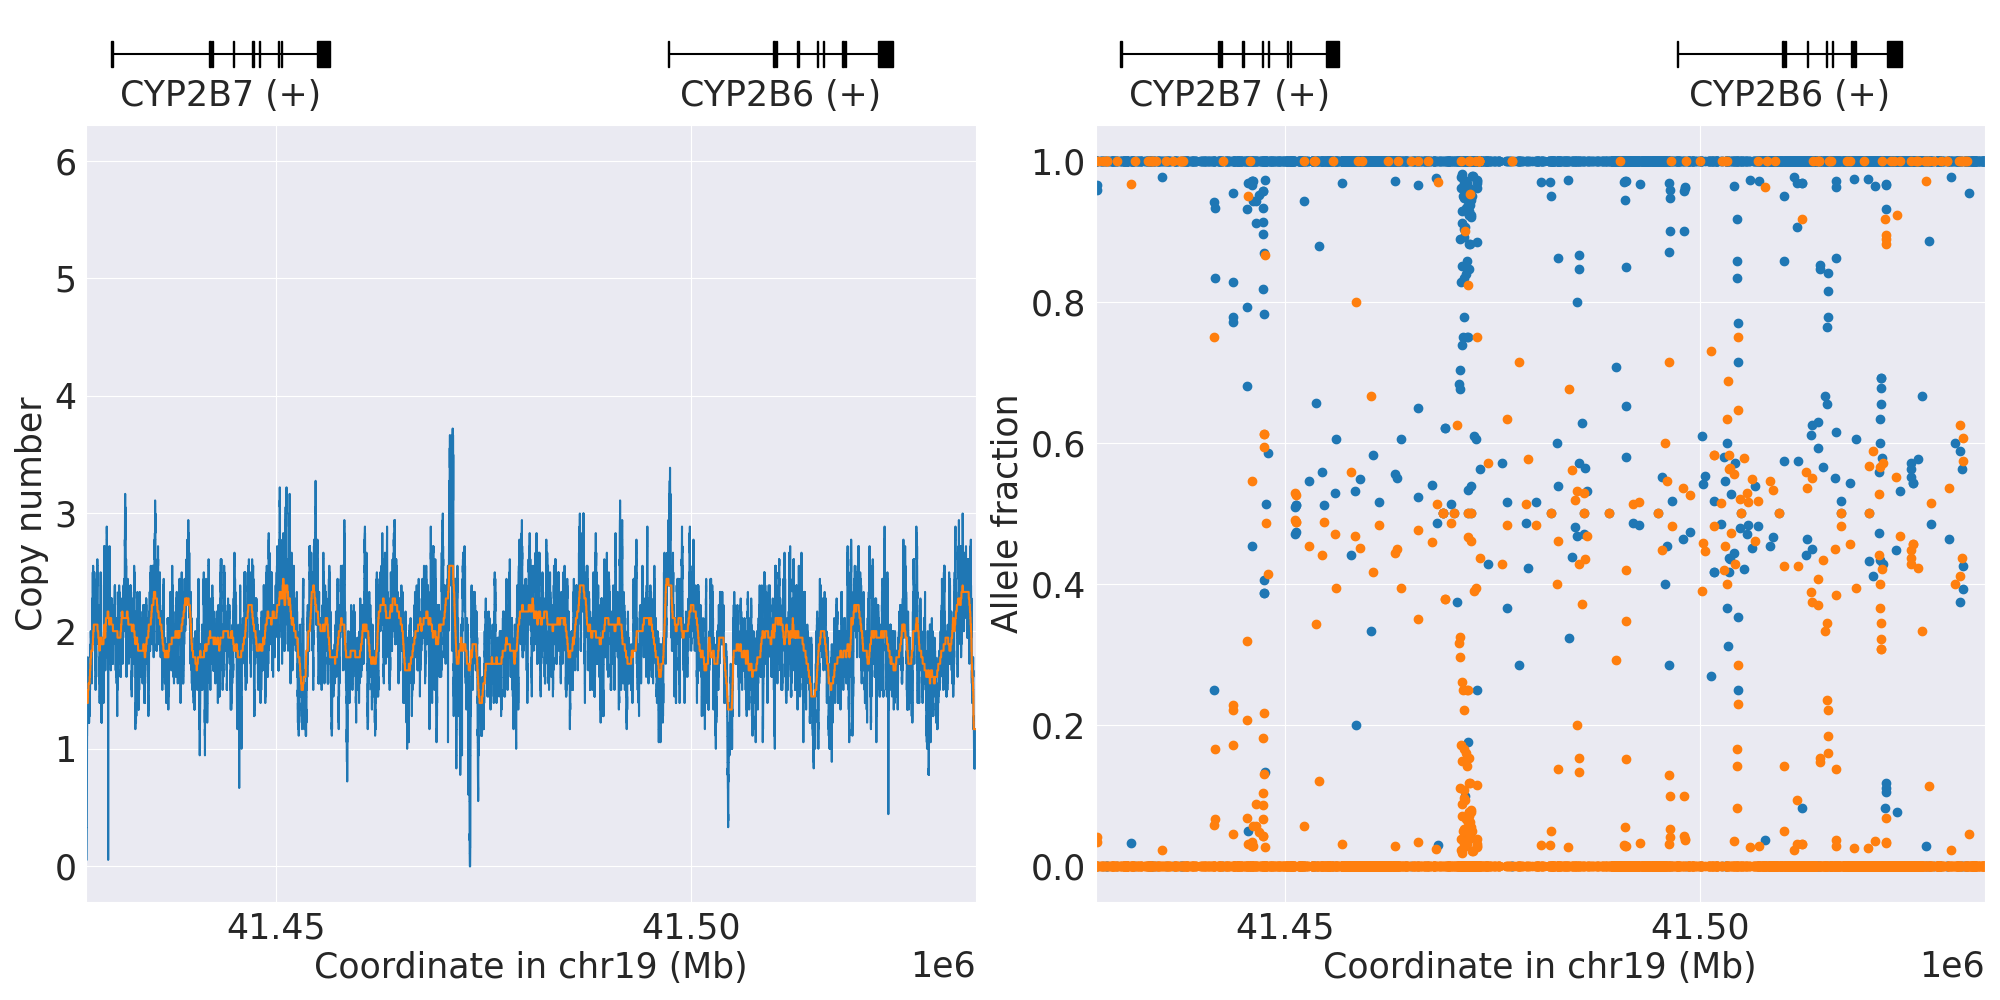 CYP2B7 (+)
CYP2B6 (+)
6
5
4
3
2
1
0
Copy number
41.45
41.50
Coordinate in chr19 (Mb)
1e6
CYP2B7 (+)
CYP2B6 (+)
1.0
0.8
0.6
0.4
0.2
0.0
Allele fraction
41.45
41.50
Coordinate in chr19 (Mb)
1e6